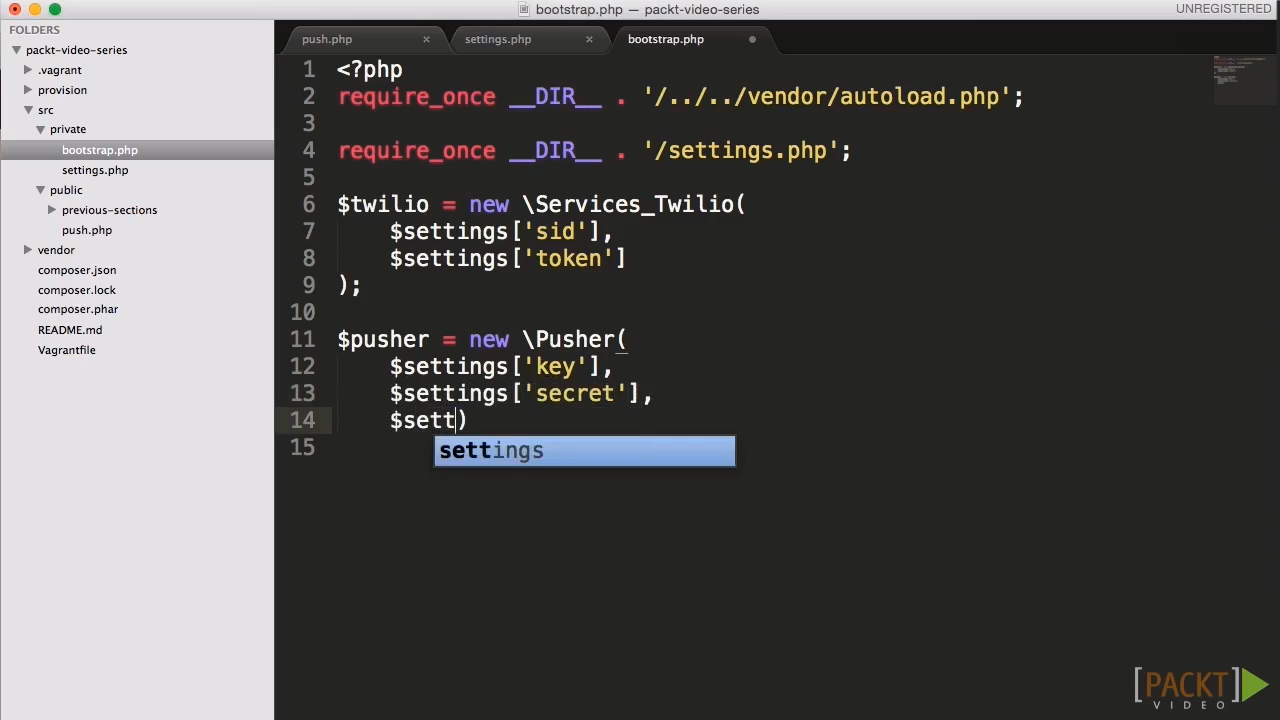 bootstrap.php — packt-video-series
UNREGISTERED
FOLDERS
packt-video-series
.vagrant
provision
src
private
bootstrap.php
settings.php
public
previous-sections
push.php
vendor
composer.json
composer.lock
composer.phar
README.md
Vagrantfile
push.php ×
settings.php ×
bootstrap.php
1 <?php
2 require_once __DIR__ . '/../../vendor/autoload.php';
3
4 require_once __DIR__ . '/settings.php';
5
6 $twilio = new \Services_Twilio(
7     $settings['sid'],
8     $settings['token']
9 );
10
11 $pusher = new \Pusher(
12     $settings['key'],
13     $settings['secret'],
14     $sett)
settings
15
[PACKT]
VIDEO